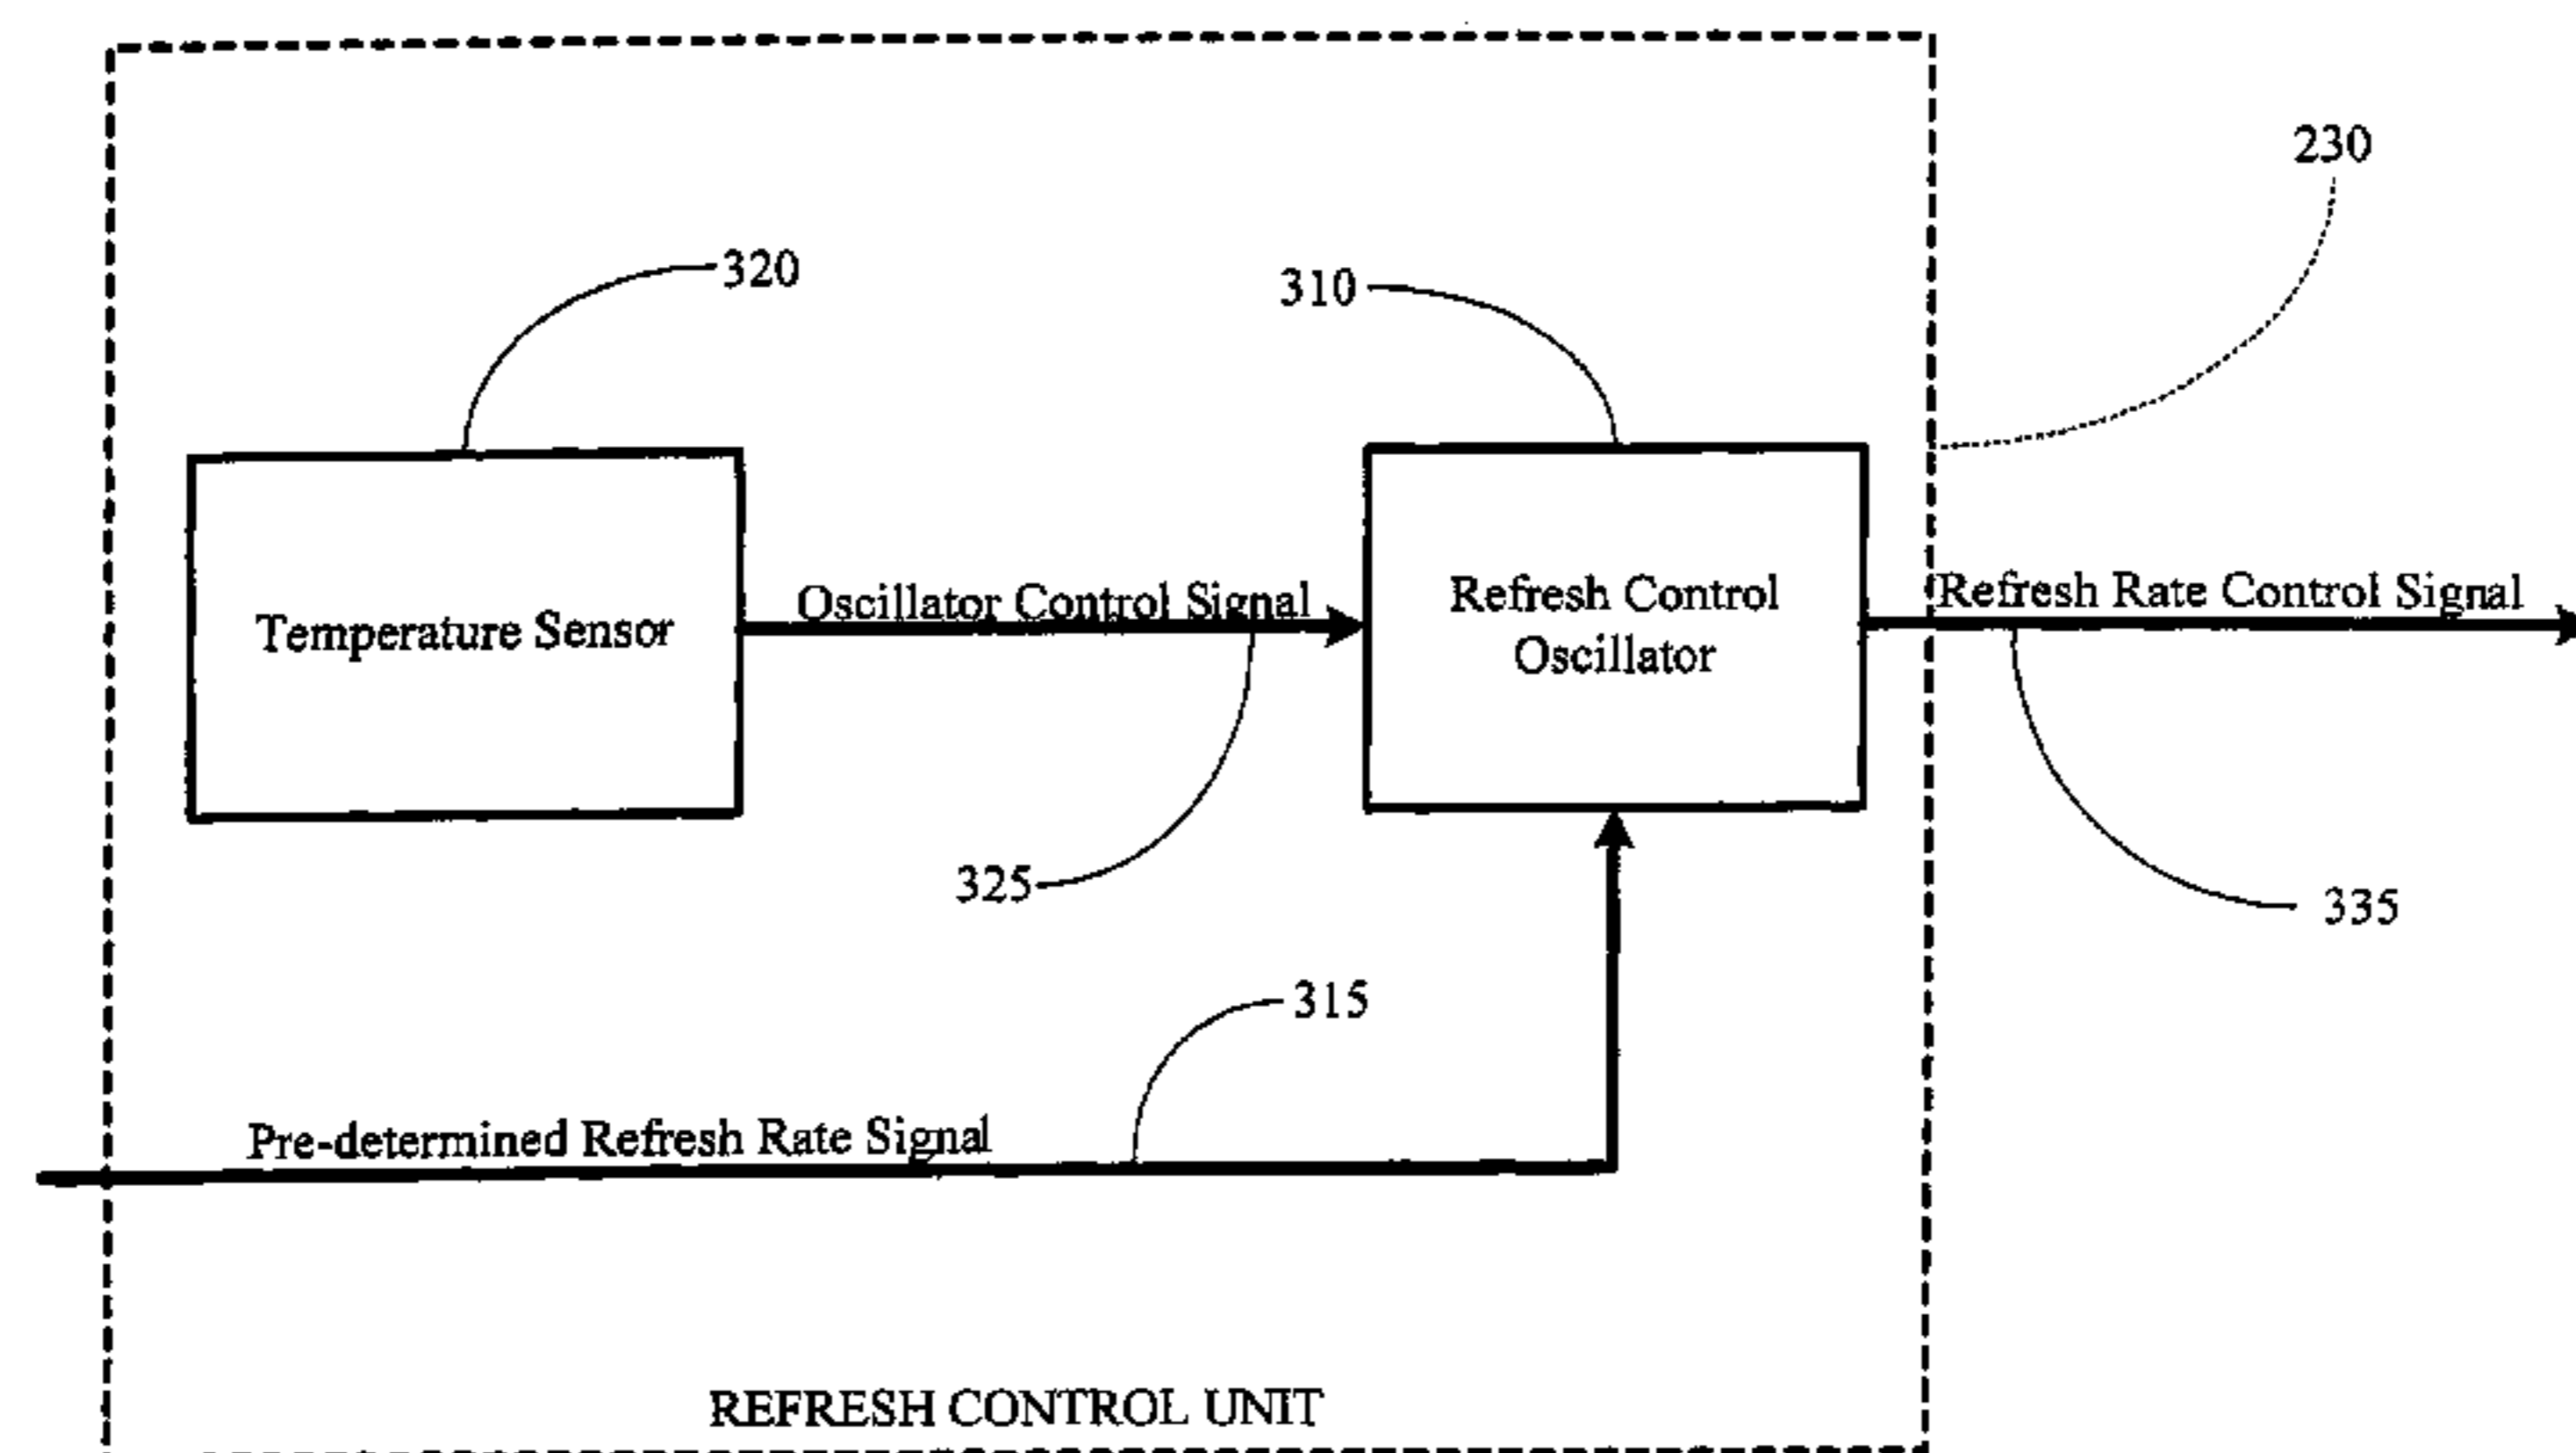 230
320
310
Temperature Sensor
Oscillator Control Signal
Refresh Control
Oscillator
Refresh Rate Control Signal
325
335
315
Pre-determined Refresh Rate Signal
REFRESH CONTROL UNIT